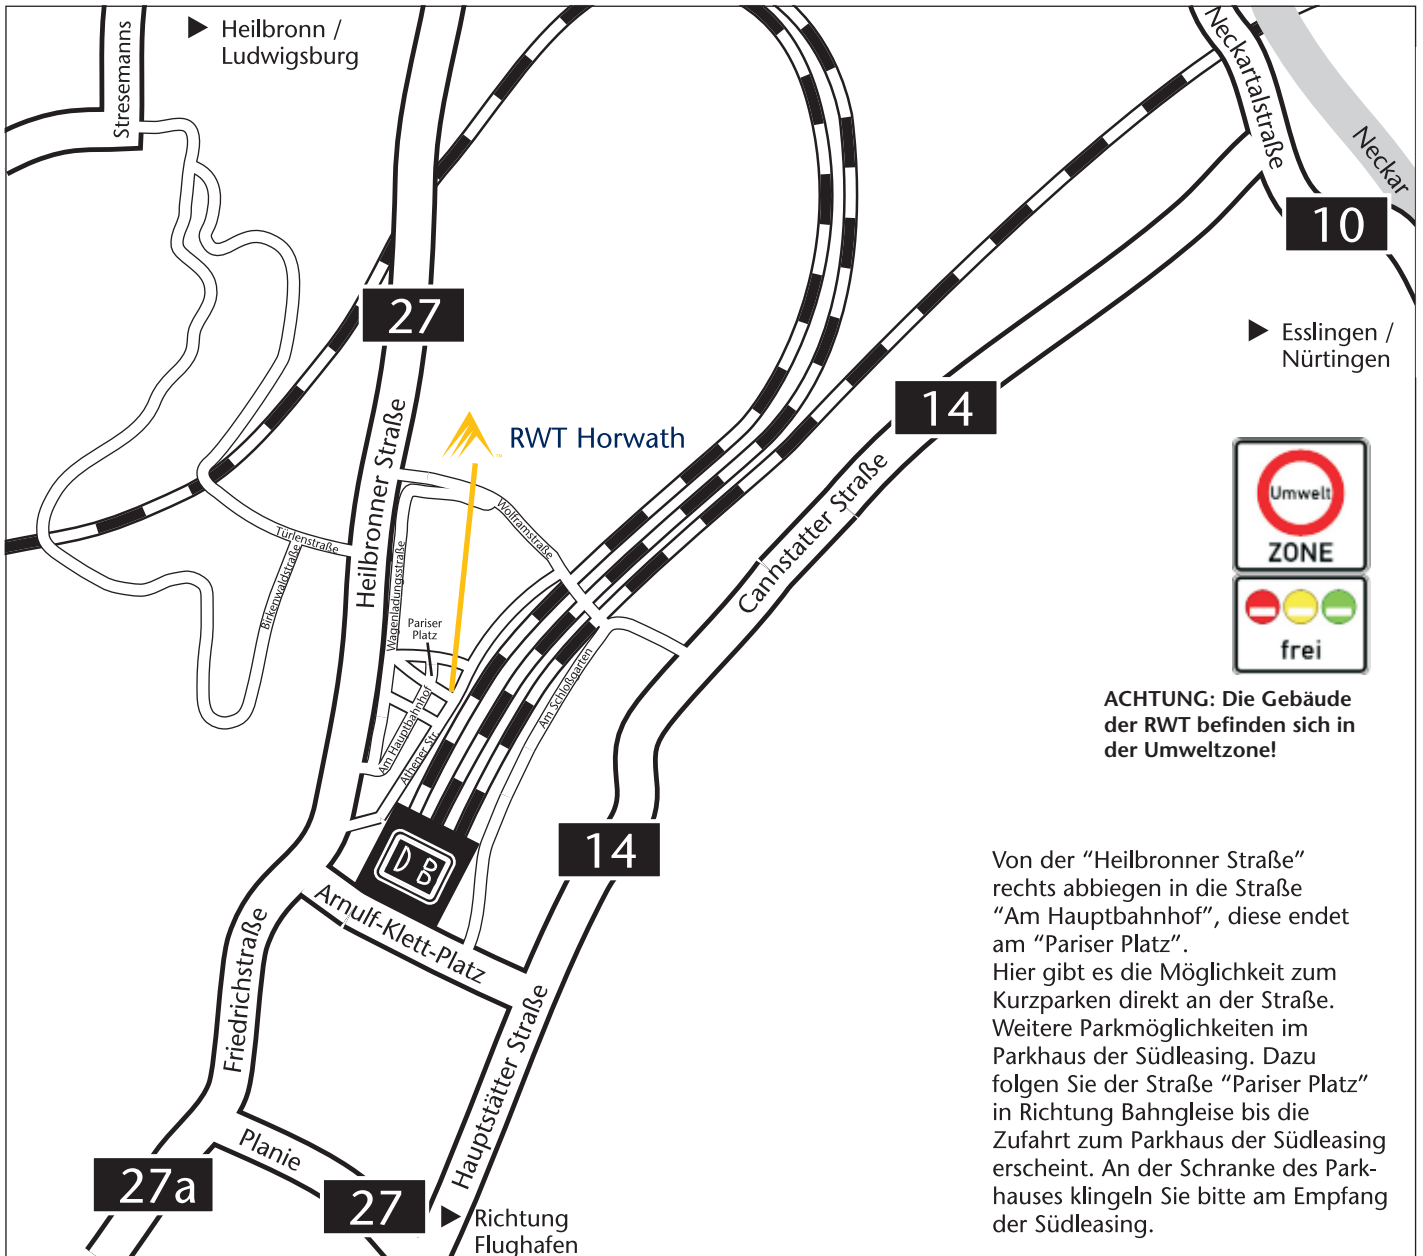 Stresemanns
Heilbronn /
Ludwigsburg
Neckartalstraße
Neckar
10
27
Esslingen /
Nürtingen
14
Heilbronner Straße
RWT Horwath
Cannstatter Straße
Umwelt
ZONE
frei
Wolframstraße
Türlenstraße
Birkenwaldstraße
Wagenladungsstraße
Pariser
Platz
Am Schloßgarten
Am Hauptbahnhof
Athener Str.
ACHTUNG: Die Gebäude
der RWT befinden sich in
der Umweltzone!
14
DB
Arnulf-Klett-Platz
Friedrichstraße
Hauptstätter Straße
Planie
27a
27
Richtung
Flughafen
Von der “Heilbronner Straße”
rechts abbiegen in die Straße
“Am Hauptbahnhof”, diese endet
am “Pariser Platz”.
Hier gibt es die Möglichkeit zum
Kurzparken direkt an der Straße.
Weitere Parkmöglichkeiten im
Parkhaus der Südleasing. Dazu
folgen Sie der Straße “Pariser Platz”
in Richtung Bahngleise bis die
Zufahrt zum Parkhaus der Südleasing
erscheint. An der Schranke des Park-
hauses klingeln Sie bitte am Empfang
der Südleasing.